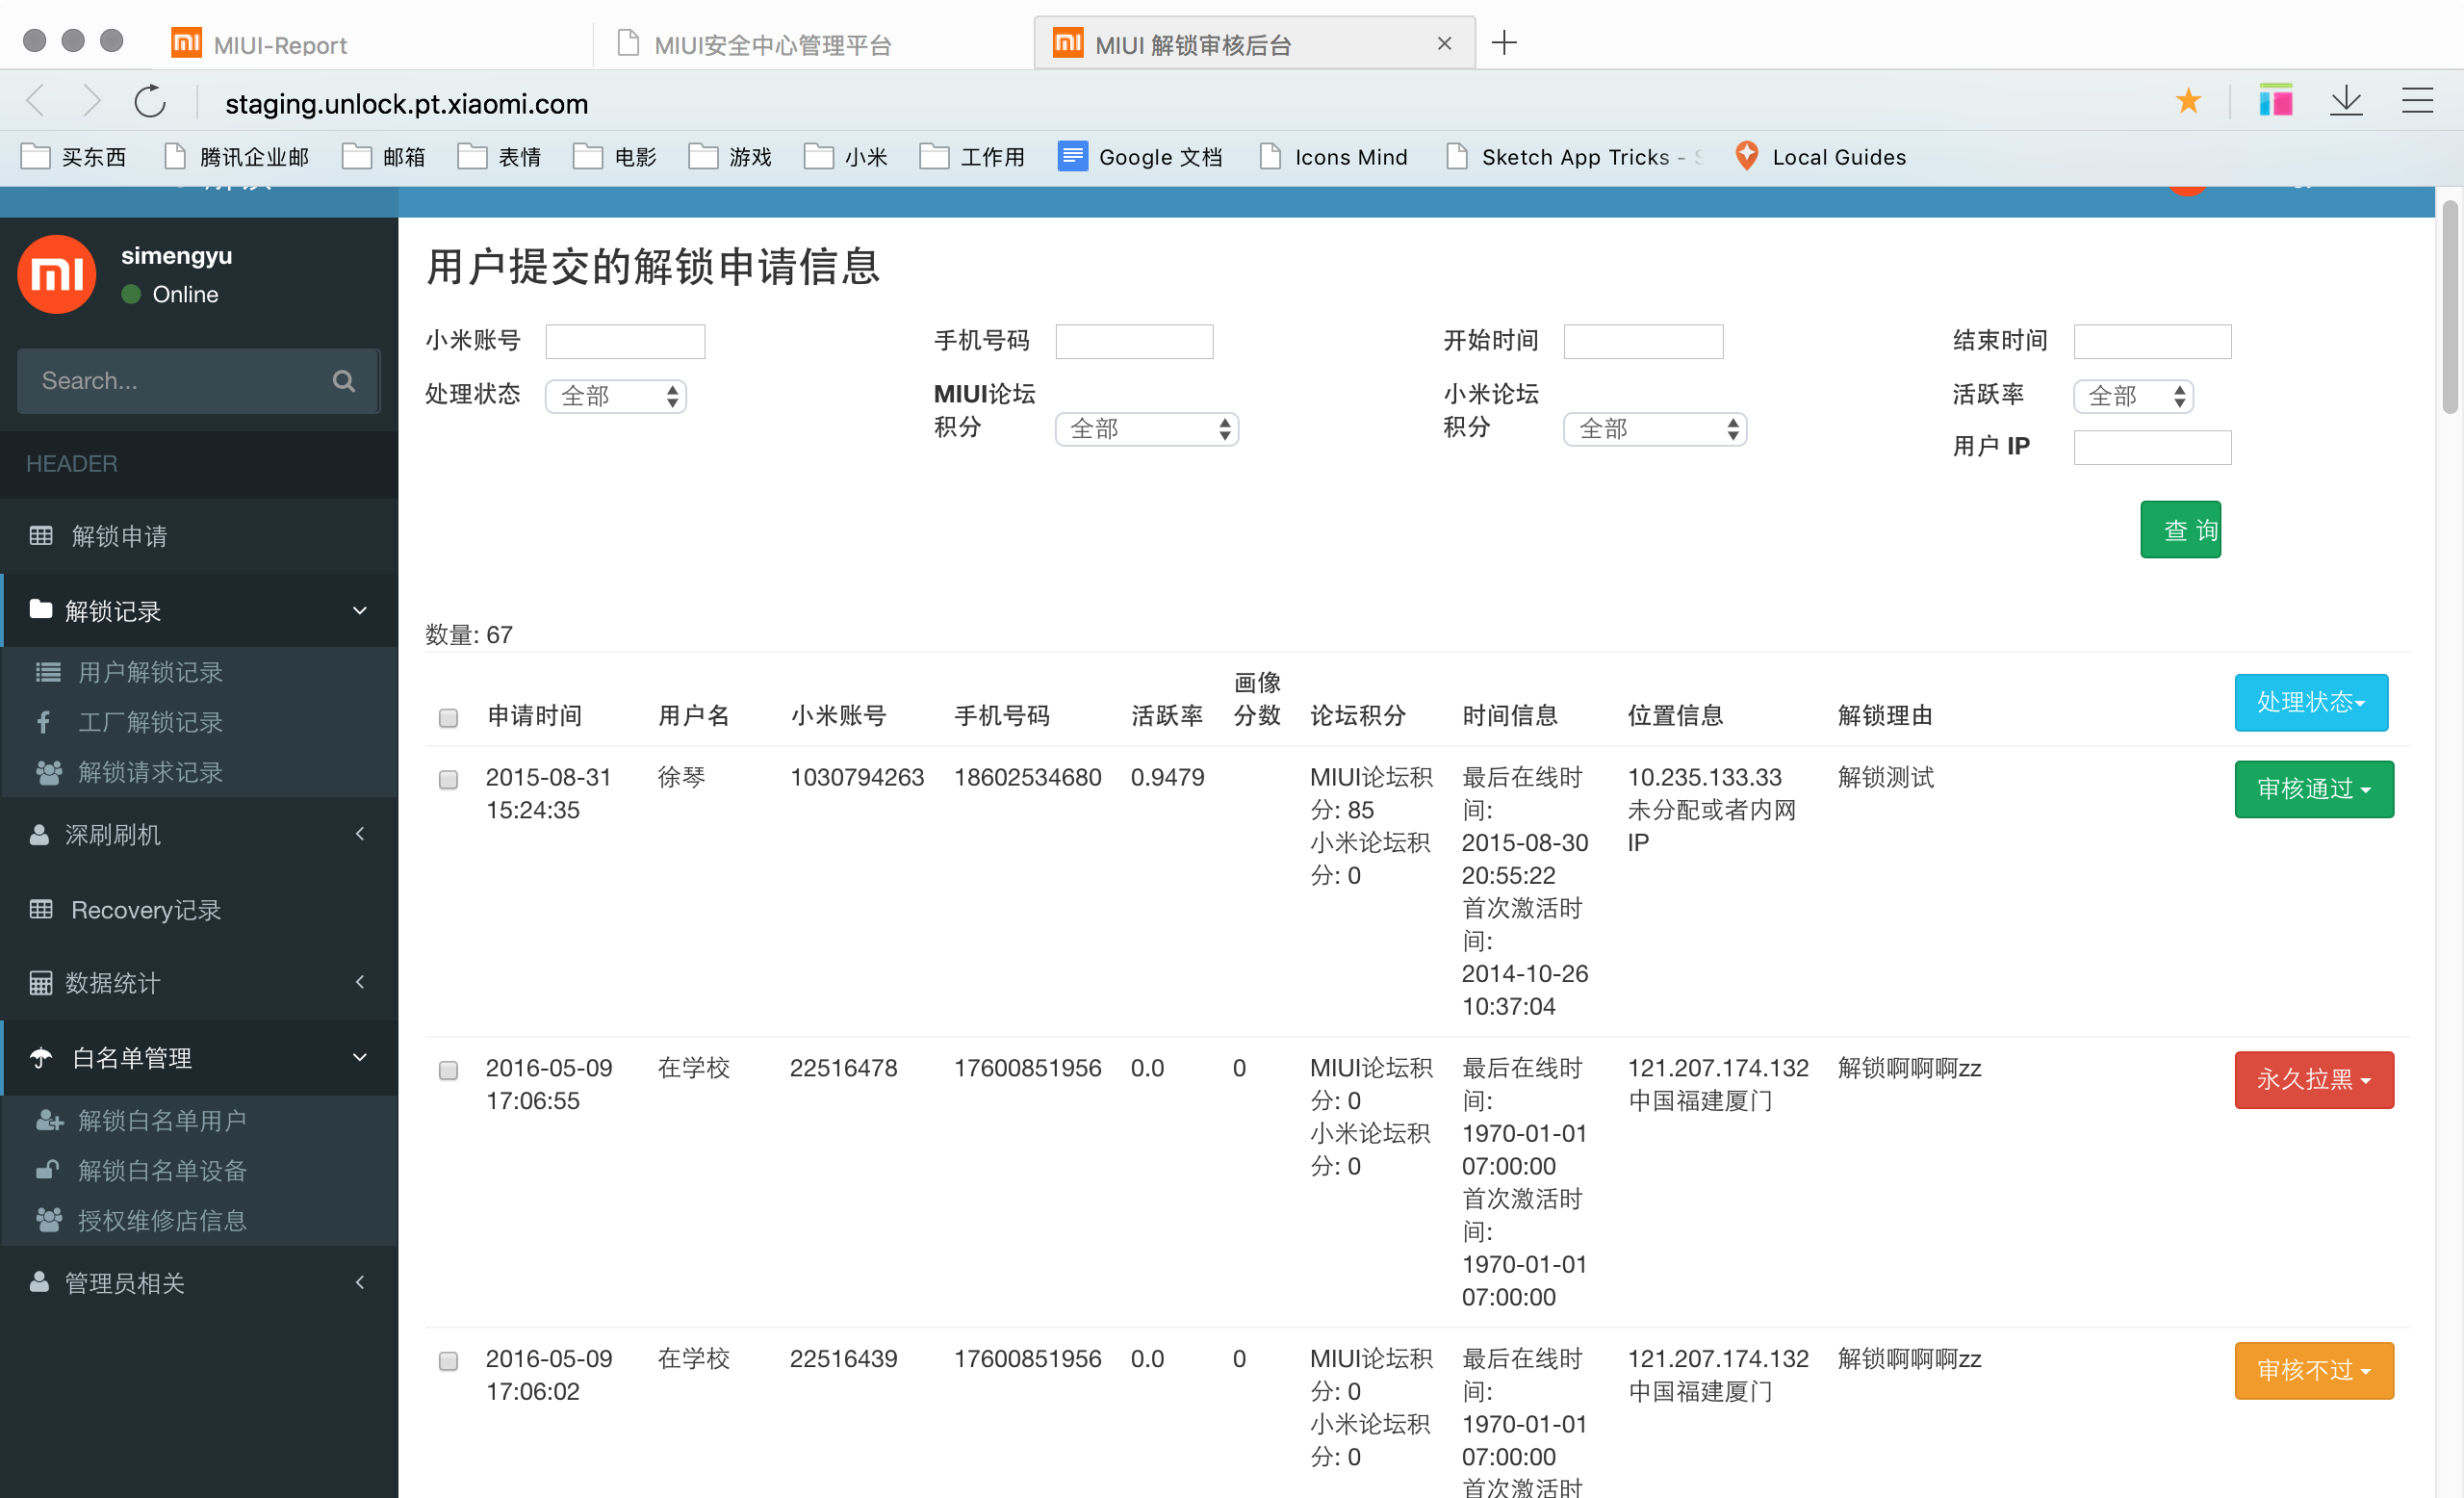 MIUI-Report
MIUI安全中心管理平台
MIUI 解锁审核后台
staging.unlock.pt.xiaomi.com
买东西
腾讯企业邮
邮箱
表情
电影
游戏
小米
工作用
Google 文档
Icons Mind
Sketch App Tricks -
Local Guides
simengyu
Online
Search...
HEADER
解锁申请
解锁记录
用户解锁记录
工厂解锁记录
解锁请求记录
深刷刷机
Recovery记录
数据统计
白名单管理
解锁白名单用户
解锁白名单设备
授权维修店信息
管理员相关
用户提交的解锁申请信息
小米账号
手机号码
开始时间
结束时间
处理状态 全部
MIUI论坛
积分 全部
小米论坛
积分 全部
活跃率 全部
用户 IP
查 询
数量: 67
申请时间
用户名
小米账号
手机号码
活跃率
画像
分数
论坛积分
时间信息
位置信息
解锁理由
处理状态
2015-08-31
15:24:35
徐琴
1030794263
18602534680
0.9479
MIUI论坛积
分: 85
小米论坛积
分: 0
最后在线时
间:
2015-08-30
20:55:22
首次激活时
间:
2014-10-26
10:37:04
10.235.133.33
未分配或者内网
IP
解锁测试
审核通过
2016-05-09
17:06:55
在学校
22516478
17600851956
0.0
0
MIUI论坛积
分: 0
小米论坛积
分: 0
最后在线时
间:
1970-01-01
07:00:00
首次激活时
间:
1970-01-01
07:00:00
121.207.174.132
中国福建厦门
解锁啊啊啊zz
永久拉黑
2016-05-09
17:06:02
在学校
22516439
17600851956
0.0
0
MIUI论坛积
分: 0
小米论坛积
分: 0
最后在线时
间:
1970-01-01
07:00:00
首次激活时
121.207.174.132
中国福建厦门
解锁啊啊啊zz
审核不过